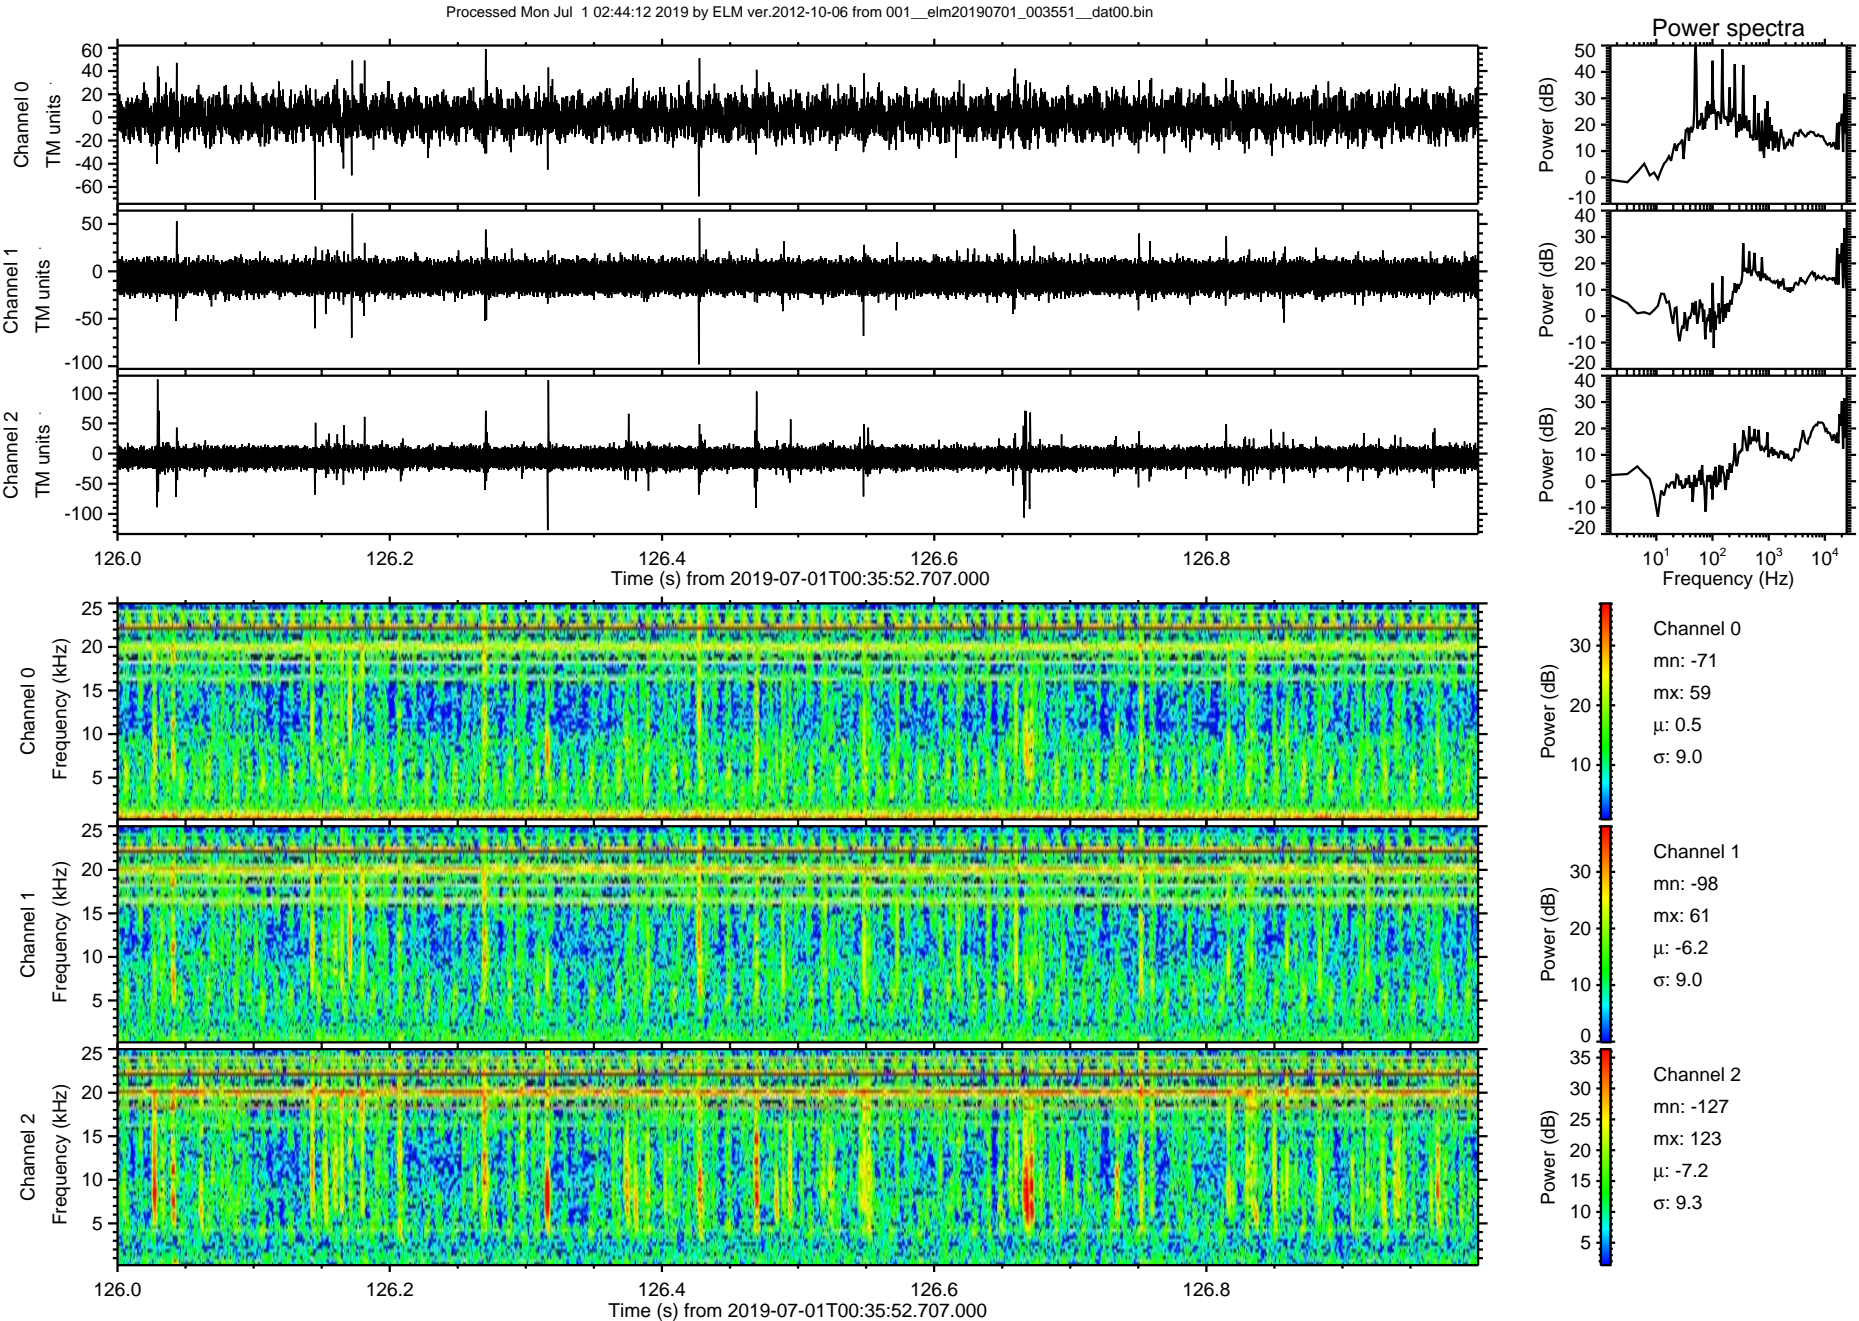 Processed Mon Jul  1 02:44:12 2019 by ELM ver.2012-10-06 from 001__elm20190701_003551__dat00.bin
Power spectra
Channel 0
TM units
60
40
20
0
-20
-40
-60
Power (dB)
50
40
30
20
10
0
-10
Channel 1
TM units
50
0
-50
-100
Power (dB)
40
30
20
10
0
-10
-20
Channel 2
TM units
100
50
0
-50
-100
Power (dB)
40
30
20
10
0
-10
-20
126.0 126.2 126.4 126.6 126.8
Time (s) from 2019-07-01T00:35:52.707.000
10^1 10^2 10^3 10^4
Frequency (Hz)
Channel 0
Frequency (kHz)
25
20
15
10
5
Power (dB)
30
20
10
Channel 0
mn: -71
mx: 59
µ: 0.5
σ: 9.0
Channel 1
Frequency (kHz)
25
20
15
10
5
Power (dB)
30
20
10
0
Channel 1
mn: -98
mx: 61
µ: -6.2
σ: 9.0
Channel 2
Frequency (kHz)
25
20
15
10
5
Power (dB)
35
30
25
20
15
10
5
Channel 2
mn: -127
mx: 123
µ: -7.2
σ: 9.3
126.0 126.2 126.4 126.6 126.8
Time (s) from 2019-07-01T00:35:52.707.000